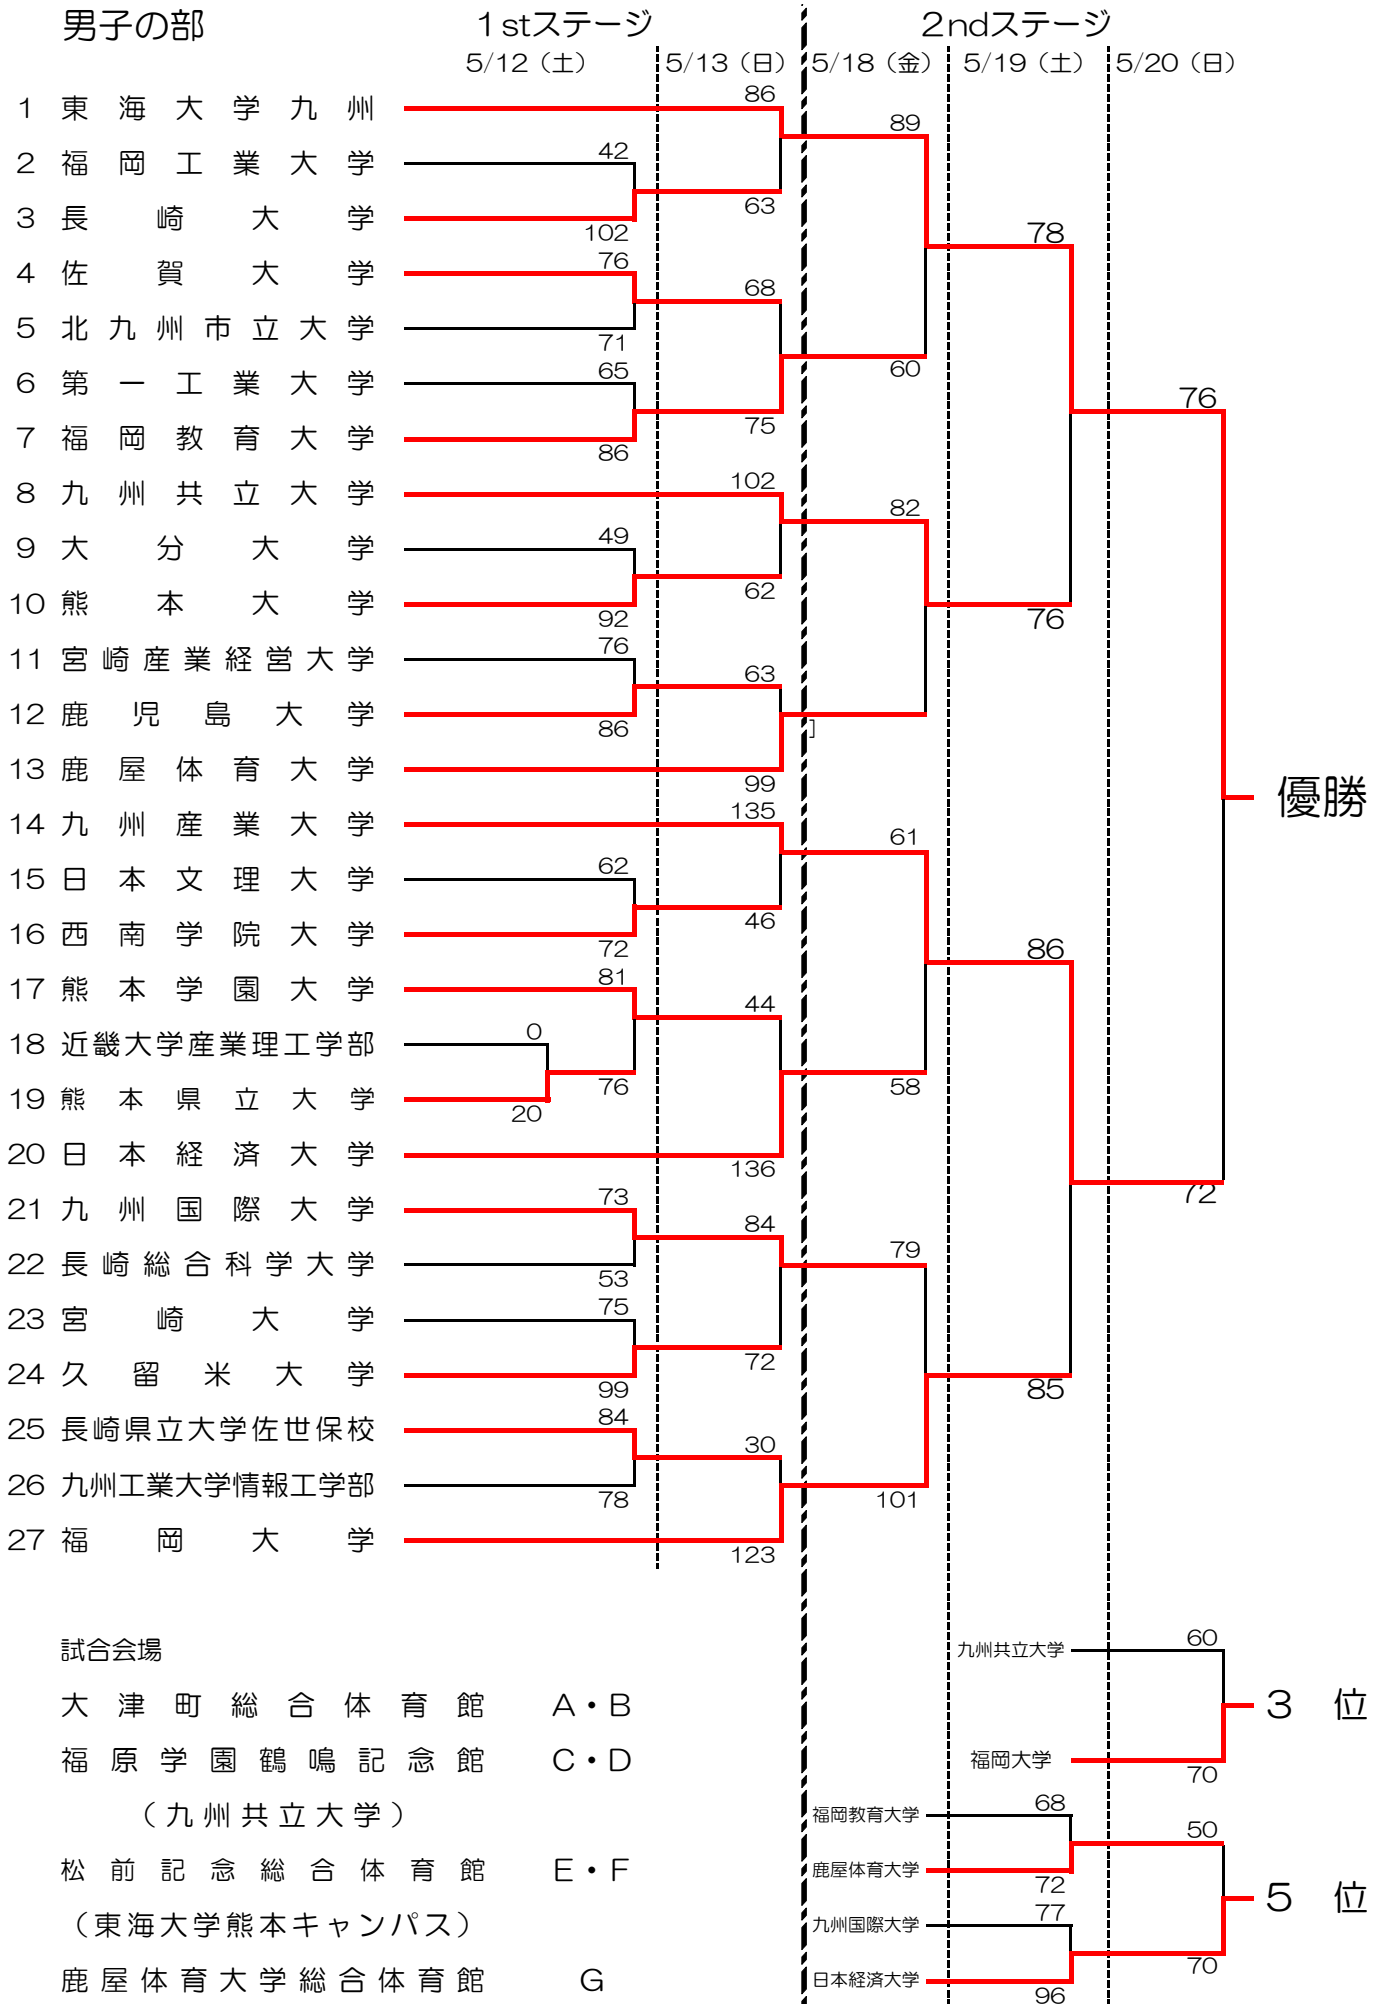 男子の部 1stステージ 2ndステージ
5/12（土） 5/13（日） 5/18（金） 5/19（土） 5/20（日）
86
1 東海大学九州
89
42
2 福岡工業大学
63
3 長崎大学
102
78
76
4 佐賀大学
68
5 北九州市立大学
71
60
65
6 第一工業大学
76
75
7 福岡教育大学
86
102
8 九州共立大学
82
49
9 大分大学
62
10 熊本大学
92
76
76
11 宮崎産業経営大学
63
12 鹿児島大学
86
]
13 鹿屋体育大学
99
優勝
135
14 九州産業大学
61
62
15 日本文理大学
46
16 西南学院大学
72
86
81
17 熊本学園大学
44
0
18 近畿大学産業理工学部
76
58
19 熊本県立大学
20
20 日本経済大学
136
72
73
21 九州国際大学
84
79
22 長崎総合科学大学
53
75
23 宮崎大学
72
24 久留米大学
99
85
84
25 長崎県立大学佐世保校
30
26 九州工業大学情報工学部
78
101
27 福岡大学
123
60
試合会場 九州共立大学
大津町総合体育館 A・B
3 位
福原学園鶴鳴記念館 C・D
福岡大学
70
68
（九州共立大学）
福岡教育大学
50
松前記念総合体育館 E・F
鹿屋体育大学
72
5 位
77
（東海大学熊本キャンパス）
九州国際大学
70
鹿屋体育大学総合体育館 G
日本経済大学
96